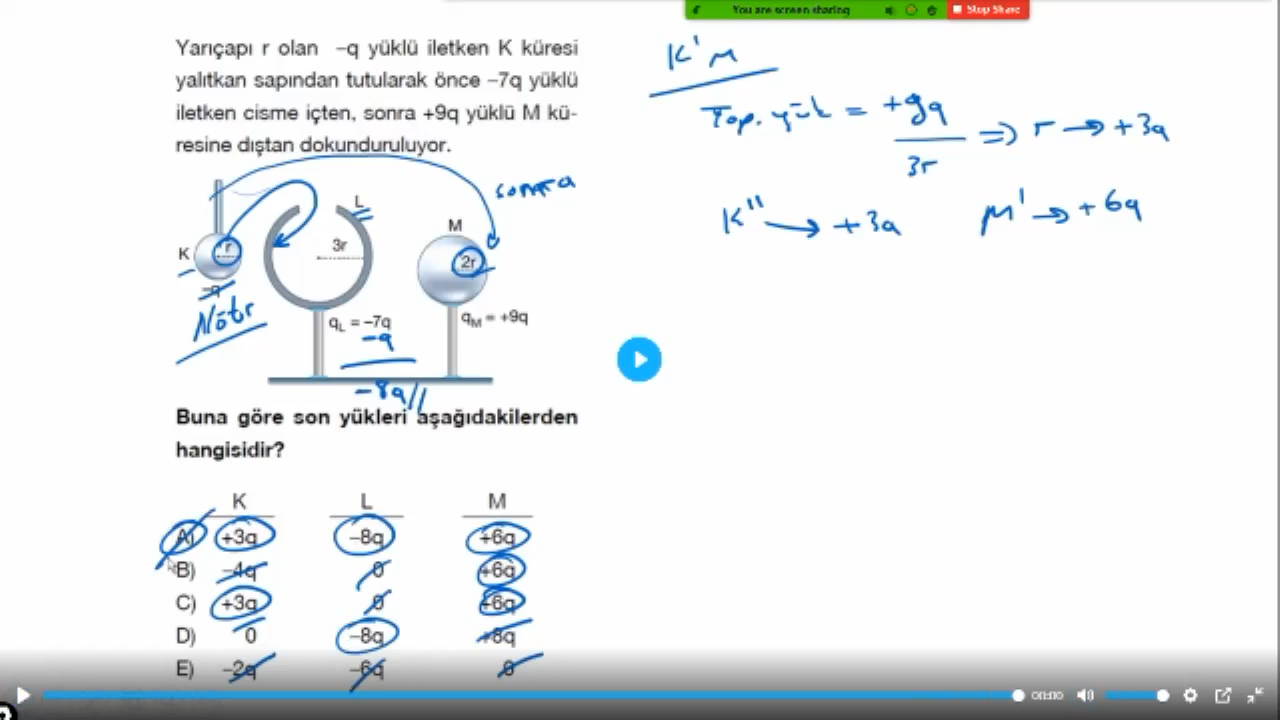 You are screen sharing Stop Share
Yarıçapı r olan –q yüklü iletken K küresi
yalıtkan sapından tutularak önce –7q yüklü
iletken cisme içten, sonra +9q yüklü M kü-
resine dıştan dokunduruluyor.
K' M
Top. yük = +9q
3r
=> r → +3q
K'' → +3q M' → +6q
sonra
L
M
K
r
3r
2r
–q
Nötr
qL = –7q
qM = +9q
–q
–8q//
Buna göre son yükleri aşağıdakilerden
hangisidir?
K L M
A) +3q –8q +6q
B) –4q 0 +6q
C) +3q 0 +6q
D) 0 –8q +8q
E) –2q –6q 0